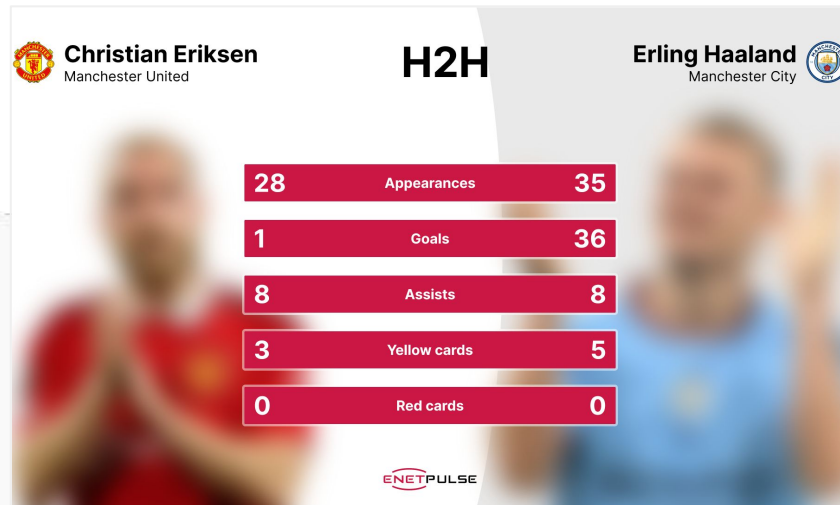 Christian Eriksen
Manchester United
H2H
Erling Haaland
Manchester City
28 Appearances 35
1 Goals 36
8 Assists 8
3 Yellow cards 5
0 Red cards 0
ENETPULSE